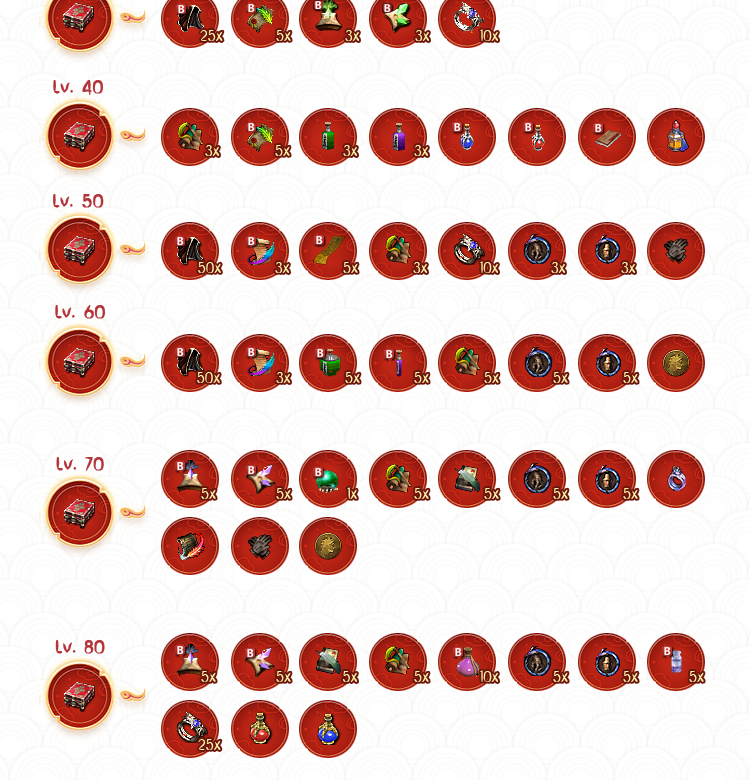 B 25x B 5x B 3x B 3x B 10x
Lv. 40
3x B 5x 3x 3x B B B
Lv. 50
B 50x B 3x B 5x 3x 10x 3x 3x
Lv. 60
B 50x B 3x B 5x B 5x 5x 5x
Lv. 70
B 5x B 5x B 1x 5x 5x 5x 5x
Lv. 80
B 5x B 5x 5x 5x B 10x 5x 5x B 5x
25x